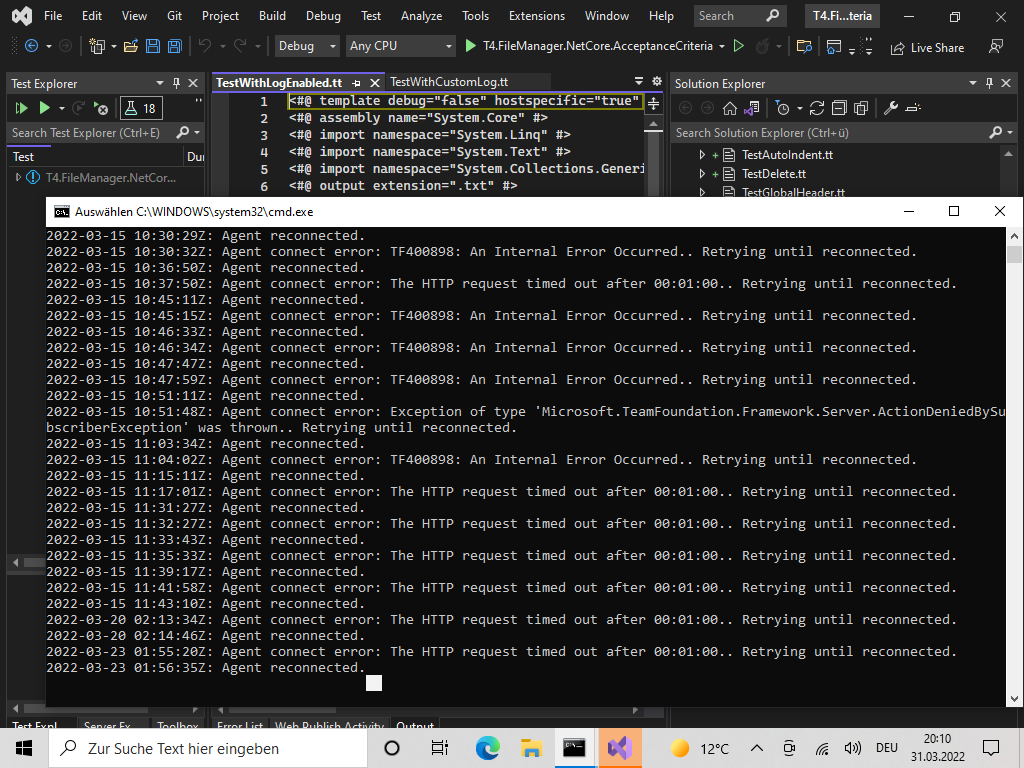 File Edit View Git Project Build Debug Test Analyze Tools Extensions Window Help Search T4.Fi...teria
Debug Any CPU T4.FileManager.NetCore.AcceptanceCriteria Live Share
Test Explorer
18
Search Test Explorer (Ctrl+E)
Test Dur
T4.FileManager.NetCor...
TestWithLogEnabled.tt TestWithCustomLog.tt
1 <#@ template debug="false" hostspecific="true"
2 <#@ assembly name="System.Core" #>
3 <#@ import namespace="System.Linq" #>
4 <#@ import namespace="System.Text" #>
5 <#@ import namespace="System.Collections.Generi
6 <#@ output extension=".txt" #>
Solution Explorer
Search Solution Explorer (Ctrl+ü)
TestAutoIndent.tt
TestDelete.tt
TestGlobalHeader.tt
Auswählen C:\WINDOWS\system32\cmd.exe
2022-03-15 10:30:29Z: Agent reconnected.
2022-03-15 10:30:32Z: Agent connect error: TF400898: An Internal Error Occurred.. Retrying until reconnected.
2022-03-15 10:36:50Z: Agent reconnected.
2022-03-15 10:37:50Z: Agent connect error: The HTTP request timed out after 00:01:00.. Retrying until reconnected.
2022-03-15 10:45:11Z: Agent reconnected.
2022-03-15 10:45:15Z: Agent connect error: TF400898: An Internal Error Occurred.. Retrying until reconnected.
2022-03-15 10:46:33Z: Agent reconnected.
2022-03-15 10:46:34Z: Agent connect error: TF400898: An Internal Error Occurred.. Retrying until reconnected.
2022-03-15 10:47:47Z: Agent reconnected.
2022-03-15 10:47:59Z: Agent connect error: TF400898: An Internal Error Occurred.. Retrying until reconnected.
2022-03-15 10:51:11Z: Agent reconnected.
2022-03-15 10:51:48Z: Agent connect error: Exception of type 'Microsoft.TeamFoundation.Framework.Server.ActionDeniedBySu
bscriberException' was thrown.. Retrying until reconnected.
2022-03-15 11:03:34Z: Agent reconnected.
2022-03-15 11:04:02Z: Agent connect error: TF400898: An Internal Error Occurred.. Retrying until reconnected.
2022-03-15 11:15:11Z: Agent reconnected.
2022-03-15 11:17:01Z: Agent connect error: The HTTP request timed out after 00:01:00.. Retrying until reconnected.
2022-03-15 11:31:27Z: Agent reconnected.
2022-03-15 11:32:27Z: Agent connect error: The HTTP request timed out after 00:01:00.. Retrying until reconnected.
2022-03-15 11:33:43Z: Agent reconnected.
2022-03-15 11:35:33Z: Agent connect error: The HTTP request timed out after 00:01:00.. Retrying until reconnected.
2022-03-15 11:39:17Z: Agent reconnected.
2022-03-15 11:41:58Z: Agent connect error: The HTTP request timed out after 00:01:00.. Retrying until reconnected.
2022-03-15 11:43:10Z: Agent reconnected.
2022-03-20 02:13:34Z: Agent connect error: The HTTP request timed out after 00:01:00.. Retrying until reconnected.
2022-03-20 02:14:46Z: Agent reconnected.
2022-03-23 01:55:20Z: Agent connect error: The HTTP request timed out after 00:01:00.. Retrying until reconnected.
2022-03-23 01:56:35Z: Agent reconnected.
Test Expl... Server Ex... Toolbox Error List Web Publish Activity Output
Zur Suche Text hier eingeben
12°C DEU
20:10
31.03.2022